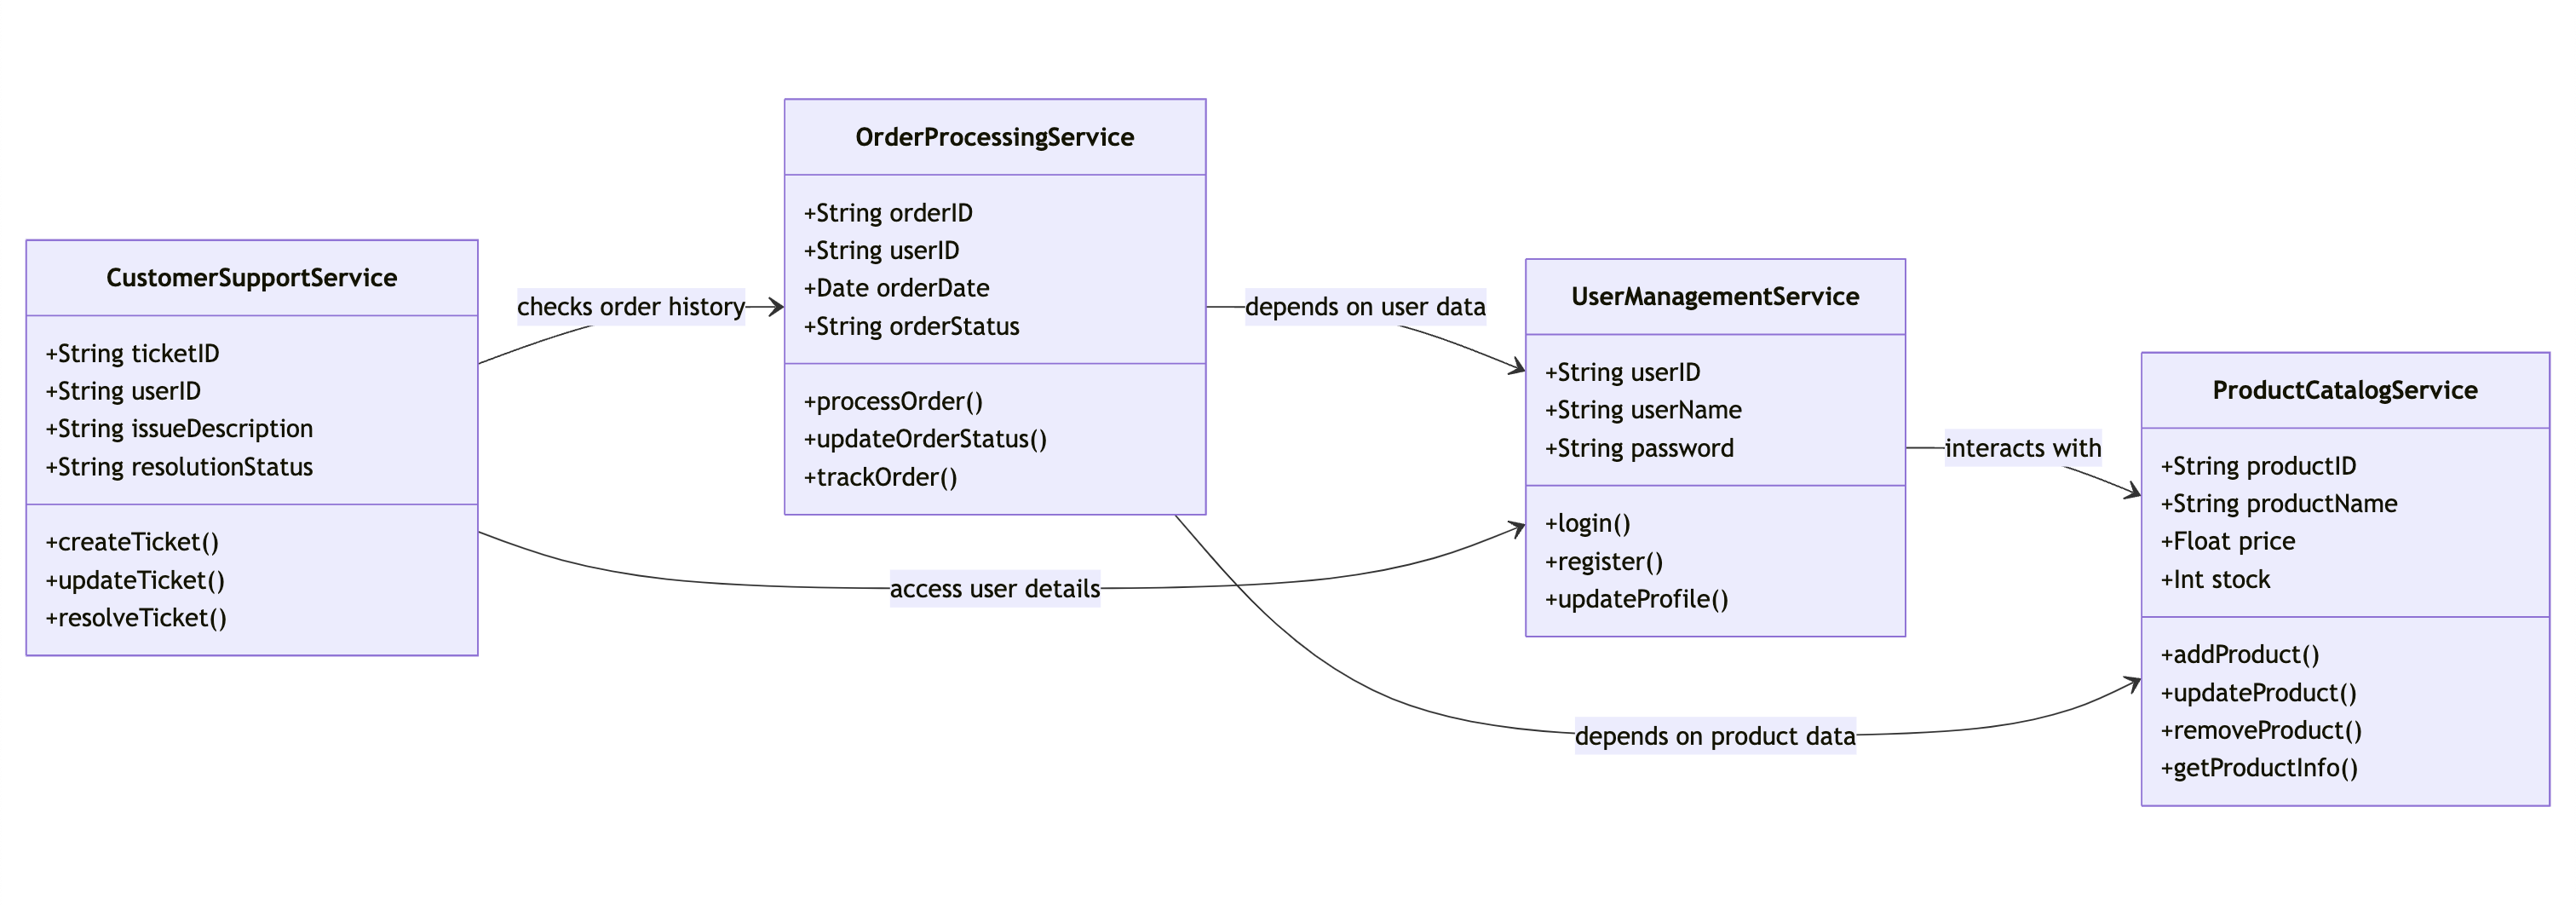 CustomerSupportService
+String ticketID
+String userID
+String issueDescription
+String resolutionStatus
+createTicket()
+updateTicket()
+resolveTicket()
checks order history
access user details
OrderProcessingService
+String orderID
+String userID
+Date orderDate
+String orderStatus
+processOrder()
+updateOrderStatus()
+trackOrder()
depends on user data
depends on product data
UserManagementService
+String userID
+String userName
+String password
+login()
+register()
+updateProfile()
interacts with
ProductCatalogService
+String productID
+String productName
+Float price
+Int stock
+addProduct()
+updateProduct()
+removeProduct()
+getProductInfo()